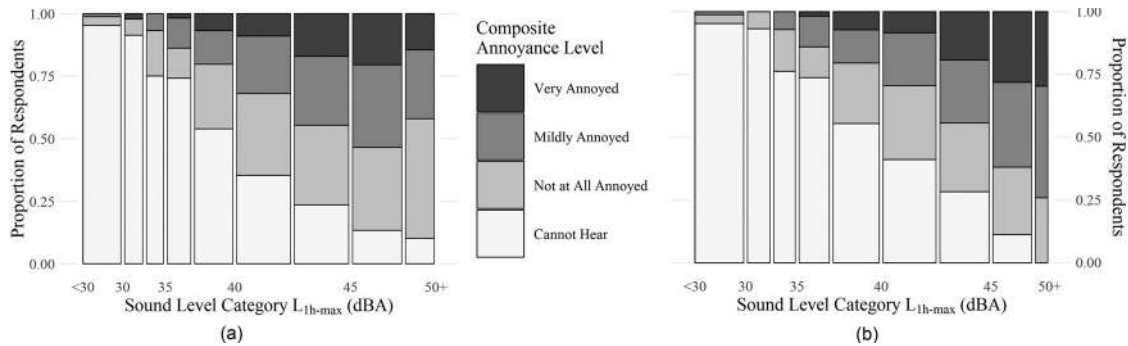 1.00
0.75
0.50
0.25
0.00
Proportion of Respondents
<30
30
35
40
45
50+
Sound Level Category L1h-max (dBA)
(a)
Composite
Annoyance Level
Very Annoyed
Mildly Annoyed
Not at All Annoyed
Cannot Hear
1.00
0.75
0.50
0.25
0.00
Proportion of Respondents
<30
30
35
40
45
50+
Sound Level Category L1h-max (dBA)
(b)